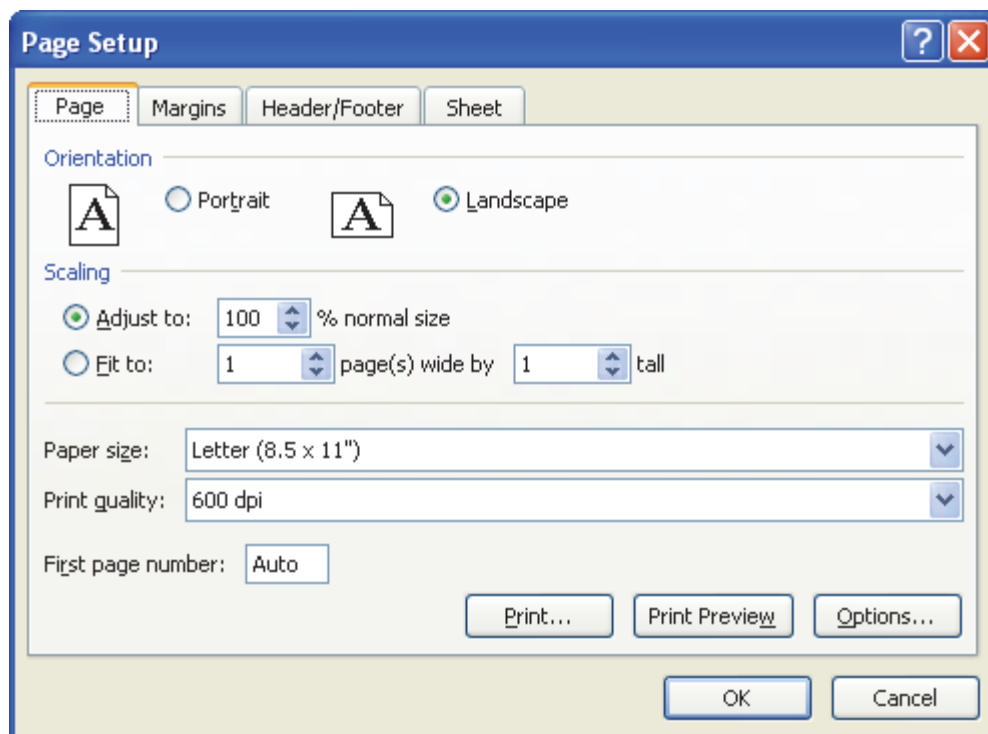 Page Setup
Page Margins Header/Footer Sheet
Orientation
A Portrait A Landscape
Scaling
Adjust to: 100 % normal size
Fit to: 1 page(s) wide by 1 tall
Paper size: Letter (8.5 x 11")
Print quality: 600 dpi
First page number: Auto
Print... Print Preview Options...
OK Cancel